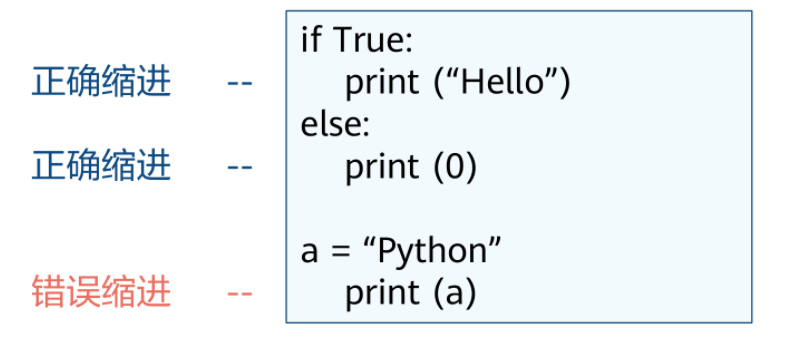 if True:
正确缩进 -- print (“Hello”)
else:
正确缩进 -- print (0)
a = “Python”
错误缩进 -- print (a)